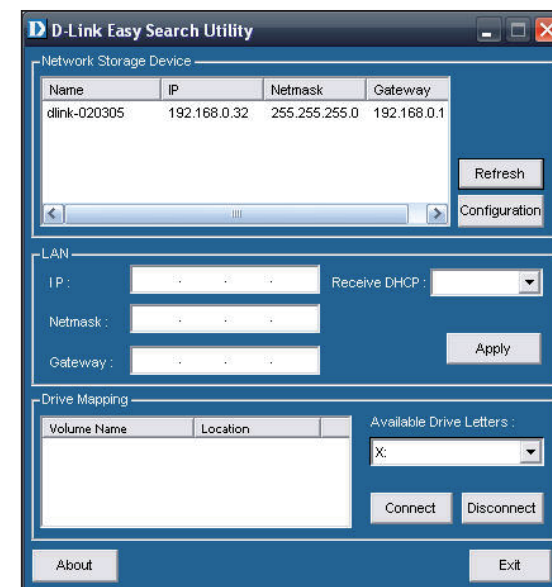 D D-Link Easy Search Utility
Network Storage Device
Name IP Netmask Gateway
dlink-020305 192.168.0.32 255.255.255.0 192.168.0.1
Refresh
Configuration
LAN
IP :
Receive DHCP :
Netmask :
Gateway :
Apply
Drive Mapping
Volume Name Location
Available Drive Letters :
X:
Connect Disconnect
About Exit